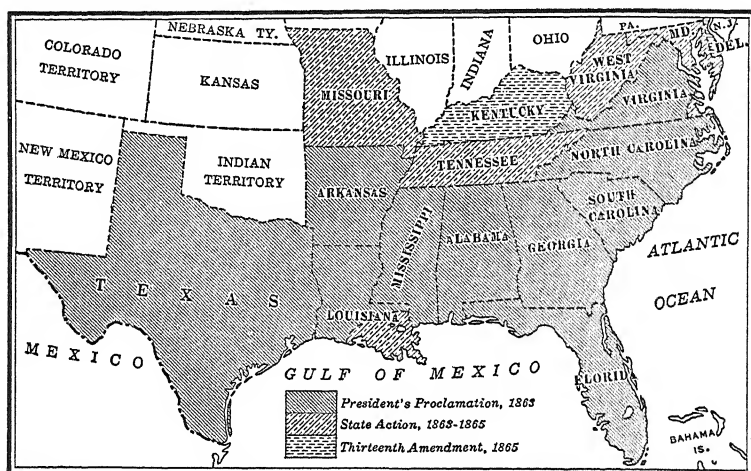 NEBRASKA TY.
COLORADO
TERRITORY
KANSAS
MISSOURI
ILLINOIS
INDIANA
OHIO
PA.
N.J.
MD.
DEL.
WEST
VIRGINIA
VIRGINIA
KENTUCKY
NEW MEXICO
TERRITORY
INDIAN
TERRITORY
TENNESSEE
NORTH CAROLINA
ARKANSAS
SOUTH
CAROLINA
MISSISSIPPI
ALABAMA
GEORGIA
ATLANTIC
OCEAN
TEXAS
LOUISIANA
MEXICO
FLORIDA
GULF OF MEXICO
President's Proclamation, 1863
State Action, 1863-1865
Thirteenth Amendment, 1865
BAHAMA
IS.